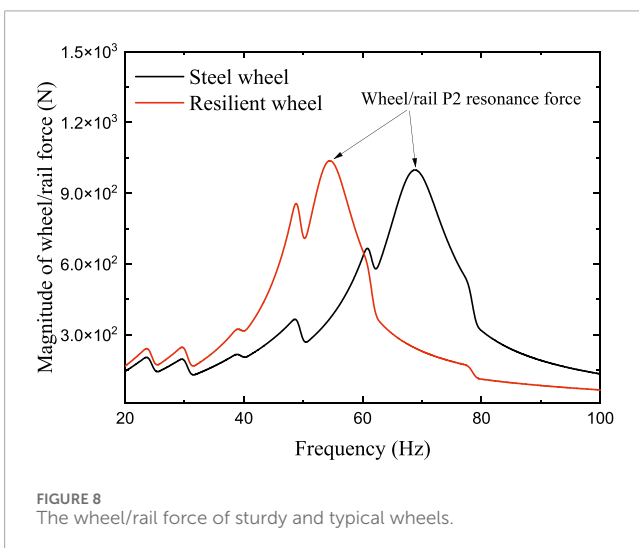 1.5×10³
1.2×10³
9.0×10²
6.0×10²
3.0×10²
Magnitude of wheel/rail force (N)
Steel wheel
Resilient wheel
Wheel/rail P2 resonance force
20 40 60 80 100
Frequency (Hz)
FIGURE 8
The wheel/rail force of sturdy and typical wheels.